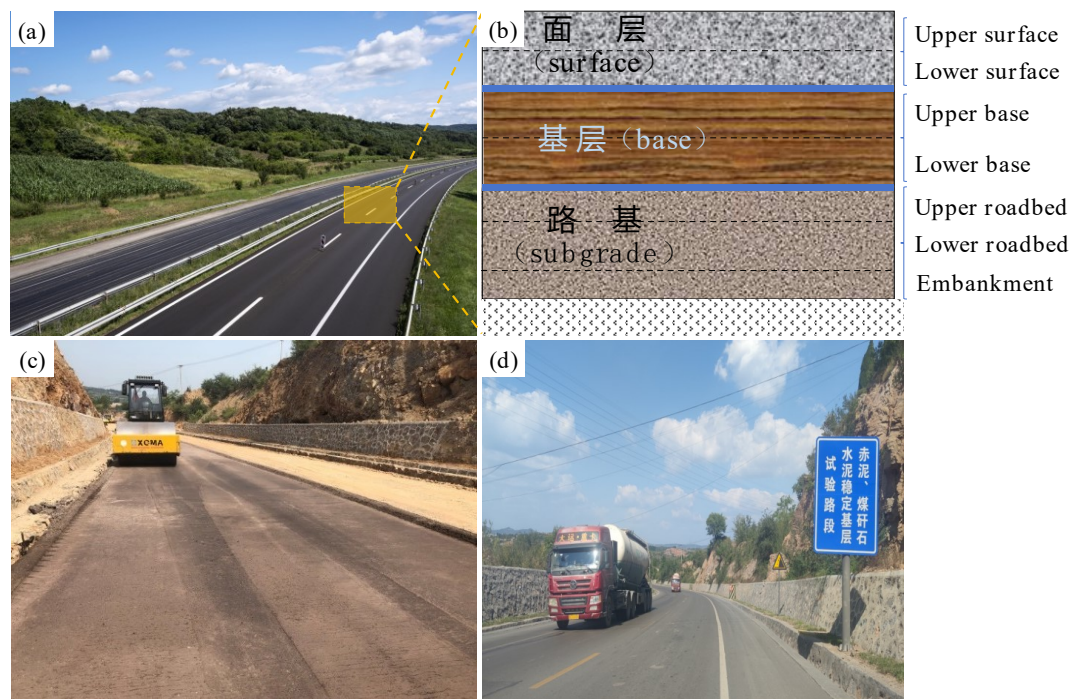 (a)
(b)
面 层
（surface）
基 层（base）
路 基
（subgrade）
Upper surface
Lower surface
Upper base
Lower base
Upper roadbed
Lower roadbed
Embankment
(c)
XGMA
(d)
赤泥、煤矸石
水泥稳定基层
试验路段